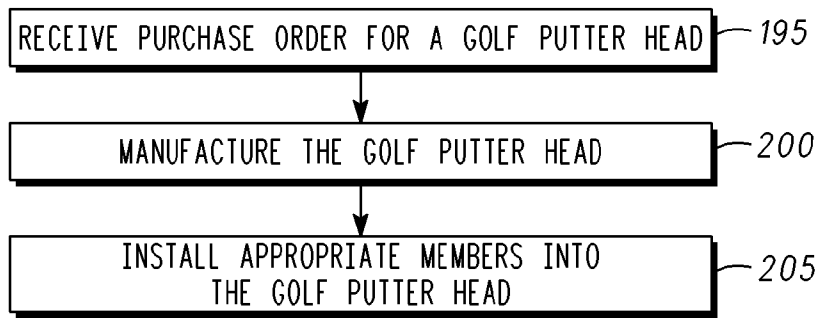 RECEIVE PURCHASE ORDER FOR A GOLF PUTTER HEAD 195
MANUFACTURE THE GOLF PUTTER HEAD 200
INSTALL APPROPRIATE MEMBERS INTO
THE GOLF PUTTER HEAD 205